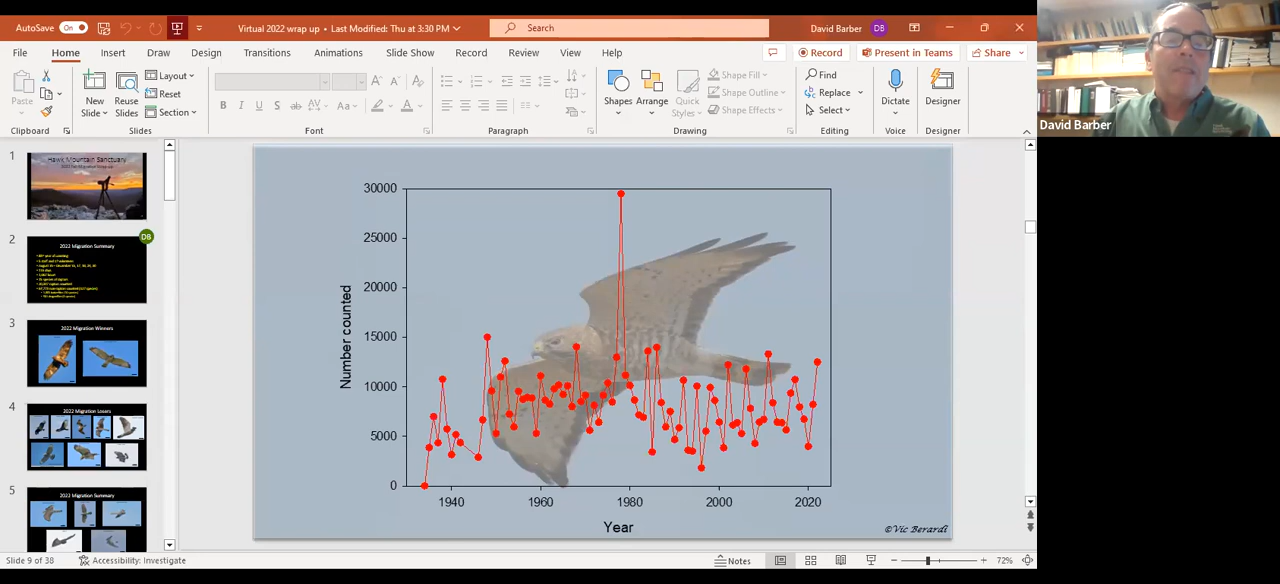 AutoSave On
Virtual 2022 wrap up • Last Modified: Thu at 3:30 PM
Search
David Barber DB
File Home Insert Draw Design Transitions Animations Slide Show Record Review View Help
Record Present in Teams Share
Paste
New Slide
Reuse Slides
Layout
Reset
Section
B I U S ab AV Aa A
Shapes Arrange Quick Styles
Shape Fill
Shape Outline
Shape Effects
Find
Replace
Select
Dictate
Designer
Clipboard Slides Font Paragraph Drawing Editing Voice Designer
David Barber
1
Hawk Mountain Sanctuary
2
DB
2022 Migration Summary
3
2022 Migration Winners
4
2022 Migration Losers
5
2022 Migration Summary
30000
25000
20000
15000
10000
5000
0
Number counted
1940 1960 1980 2000 2020
Year
©Vic Berardi
Slide 9 of 38 Accessibility: Investigate Notes 72%